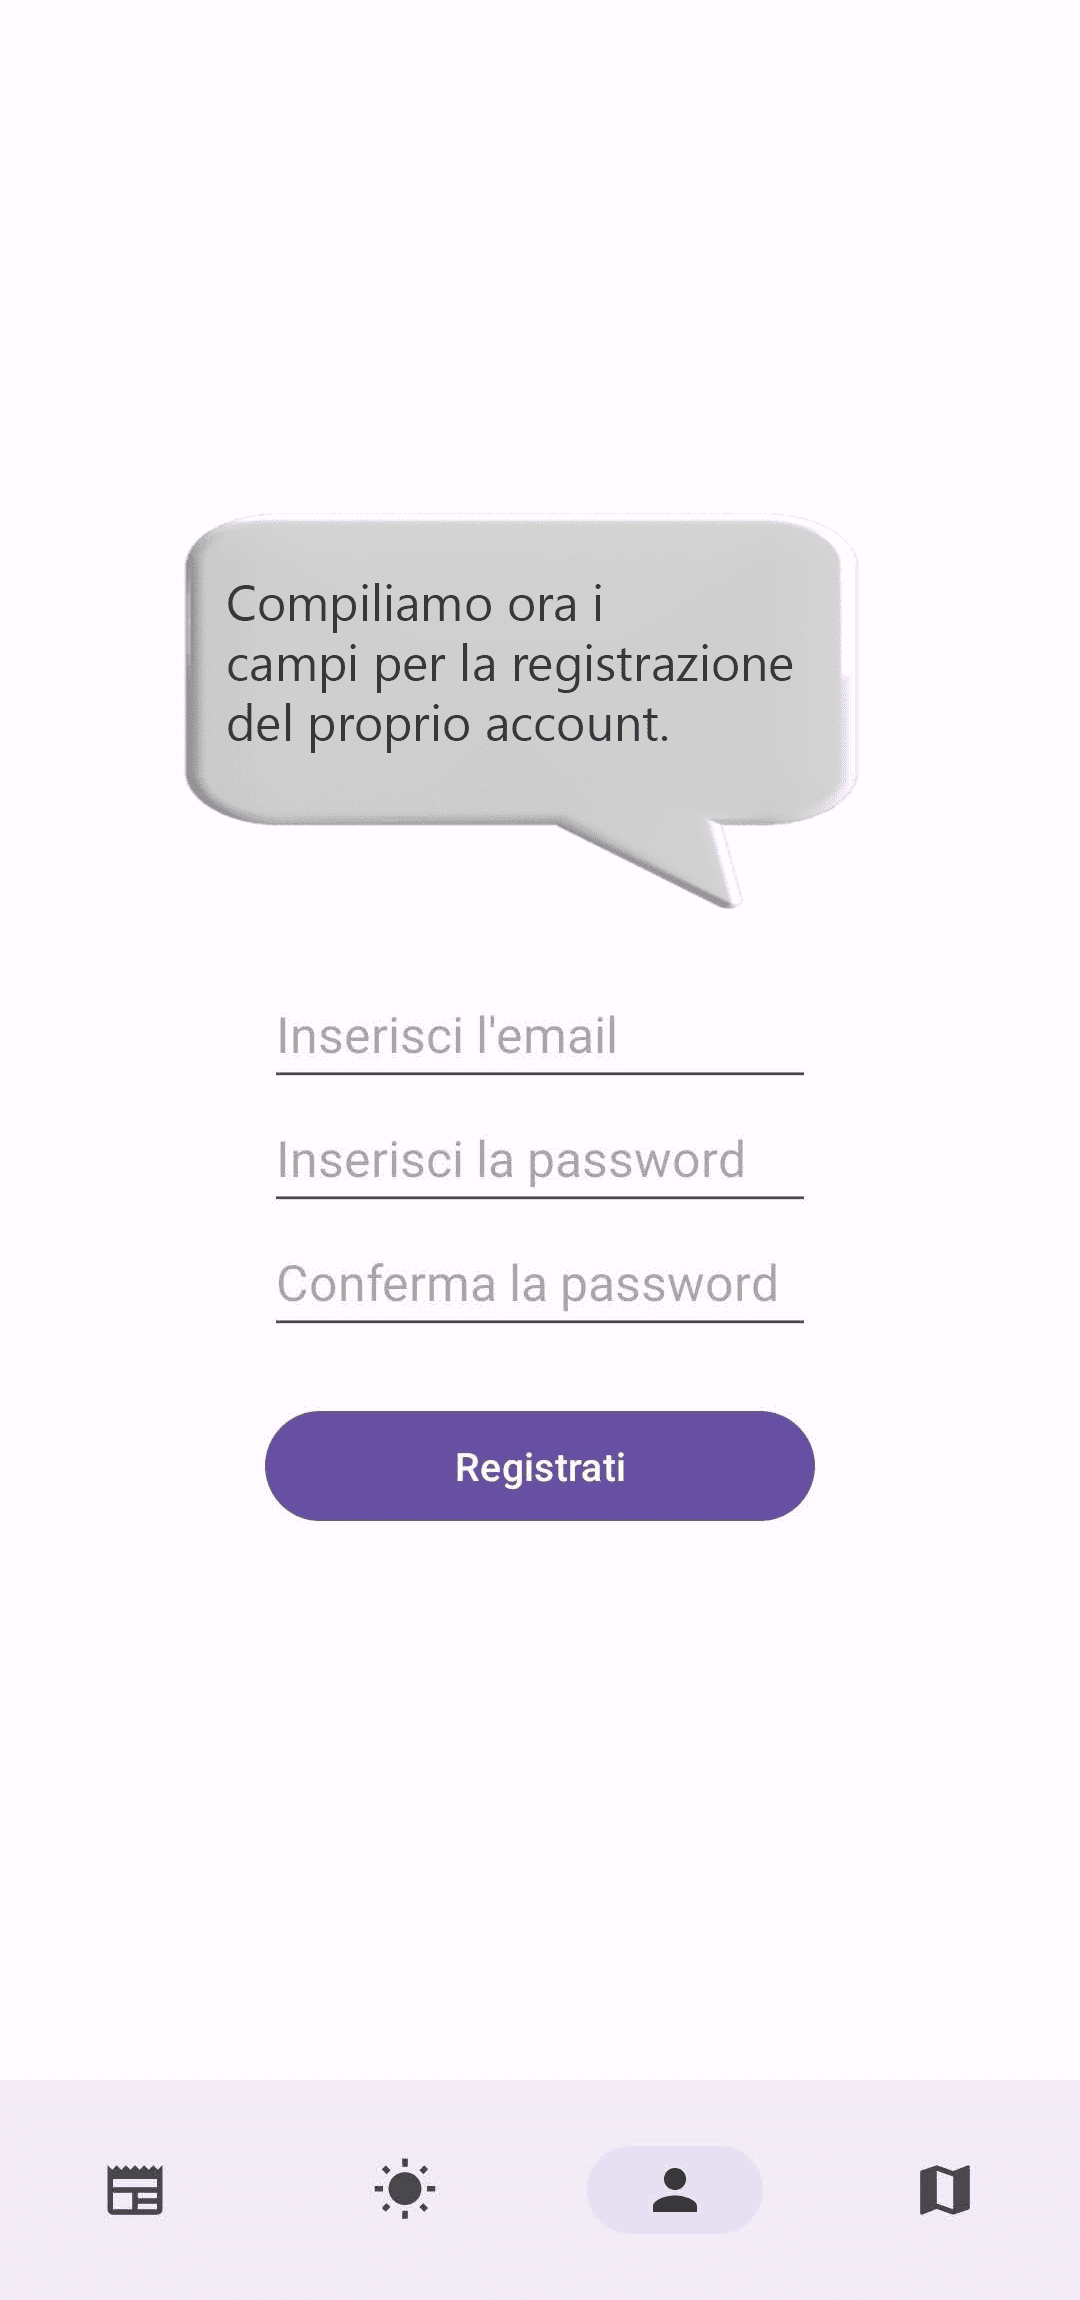 Compiliamo ora i
campi per la registrazione
del proprio account.
Inserisci l'email
Inserisci la password
Conferma la password
Registrati